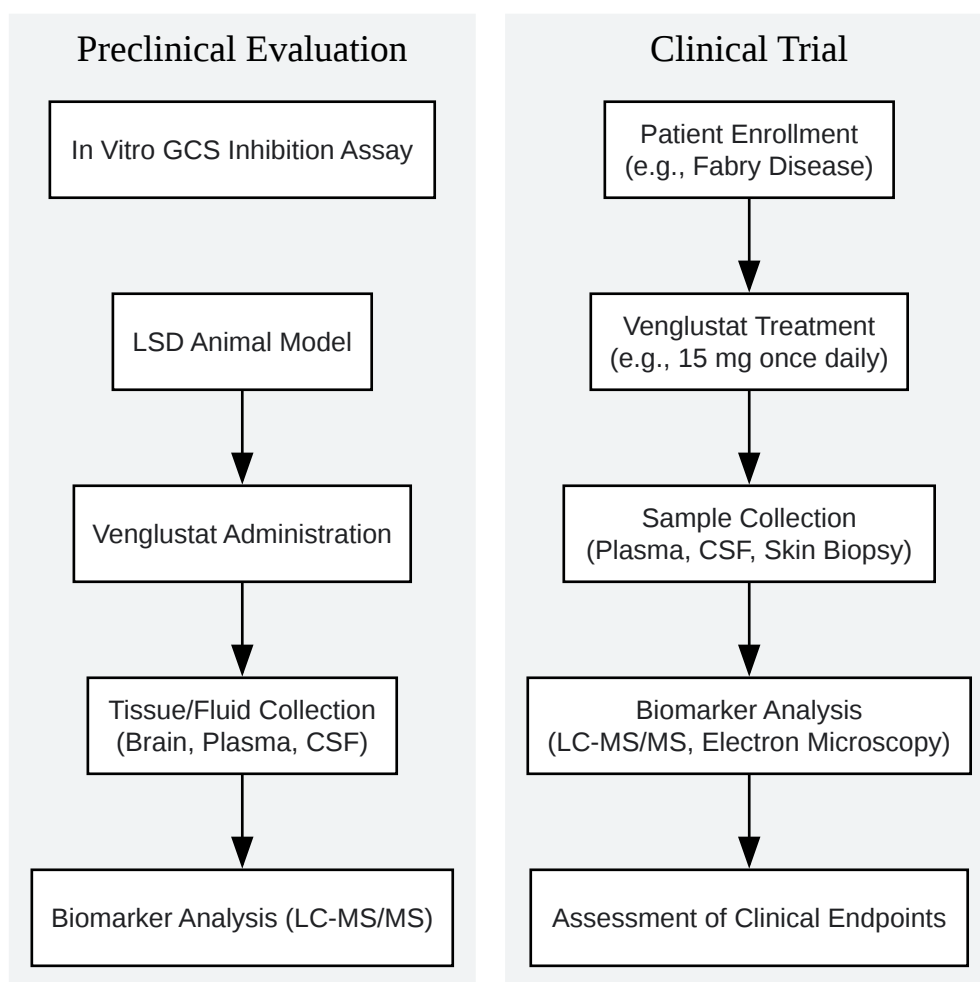 Preclinical Evaluation
In Vitro GCS Inhibition Assay
LSD Animal Model
Venglustat Administration
Tissue/Fluid Collection
(Brain, Plasma, CSF)
Biomarker Analysis (LC-MS/MS)
Clinical Trial
Patient Enrollment
(e.g., Fabry Disease)
Venglustat Treatment
(e.g., 15 mg once daily)
Sample Collection
(Plasma, CSF, Skin Biopsy)
Biomarker Analysis
(LC-MS/MS, Electron Microscopy)
Assessment of Clinical Endpoints